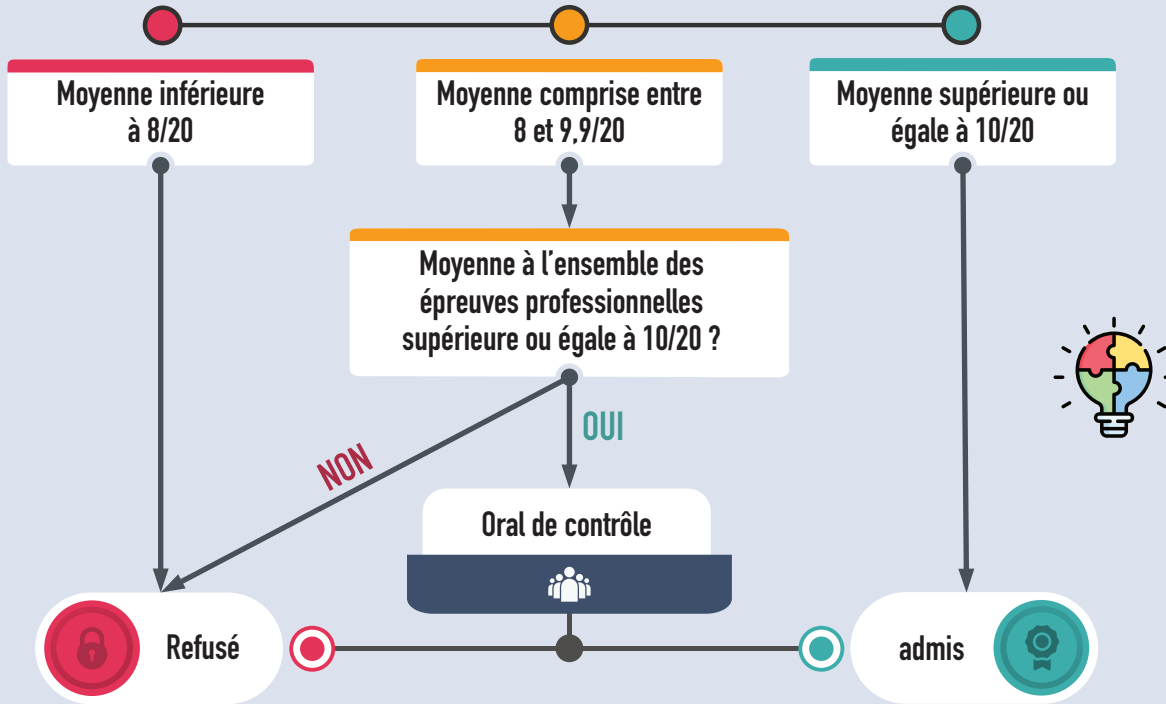 Moyenne inférieure
à 8/20
Moyenne comprise entre
8 et 9,9/20
Moyenne supérieure ou
égale à 10/20
Moyenne à l’ensemble des
épreuves professionnelles
supérieure ou égale à 10/20 ?
NON
OUI
Oral de contrôle
Refusé
admis